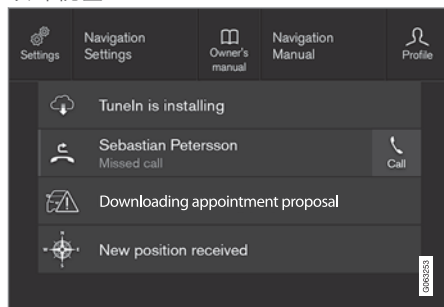 Settings
Navigation
Settings
Owner's
manual
Navigation
Manual
Profile
TuneIn is installing
Sebastian Petersson
Missed call
Call
Downloading appointment proposal
New position received
G063253